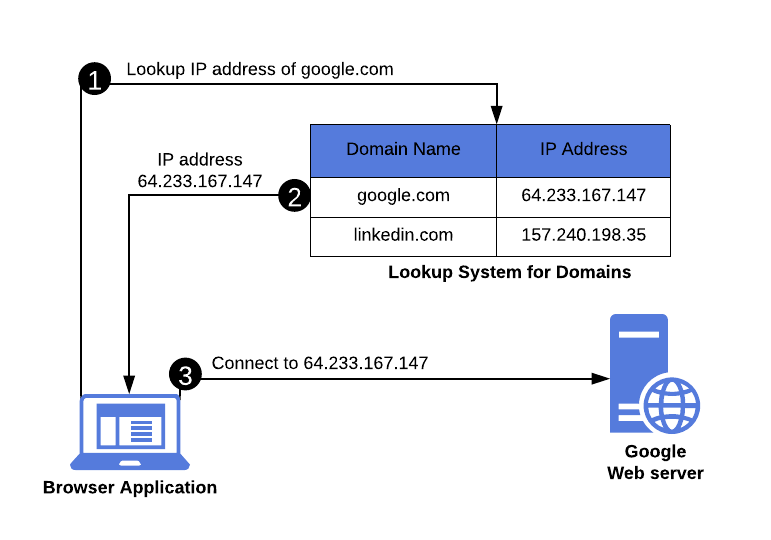 1
Lookup IP address of google.com
Domain Name IP Address
IP address
64.233.167.147
2
google.com 64.233.167.147
linkedin.com 157.240.198.35
Lookup System for Domains
3
Connect to 64.233.167.147
Google
Web server
Browser Application